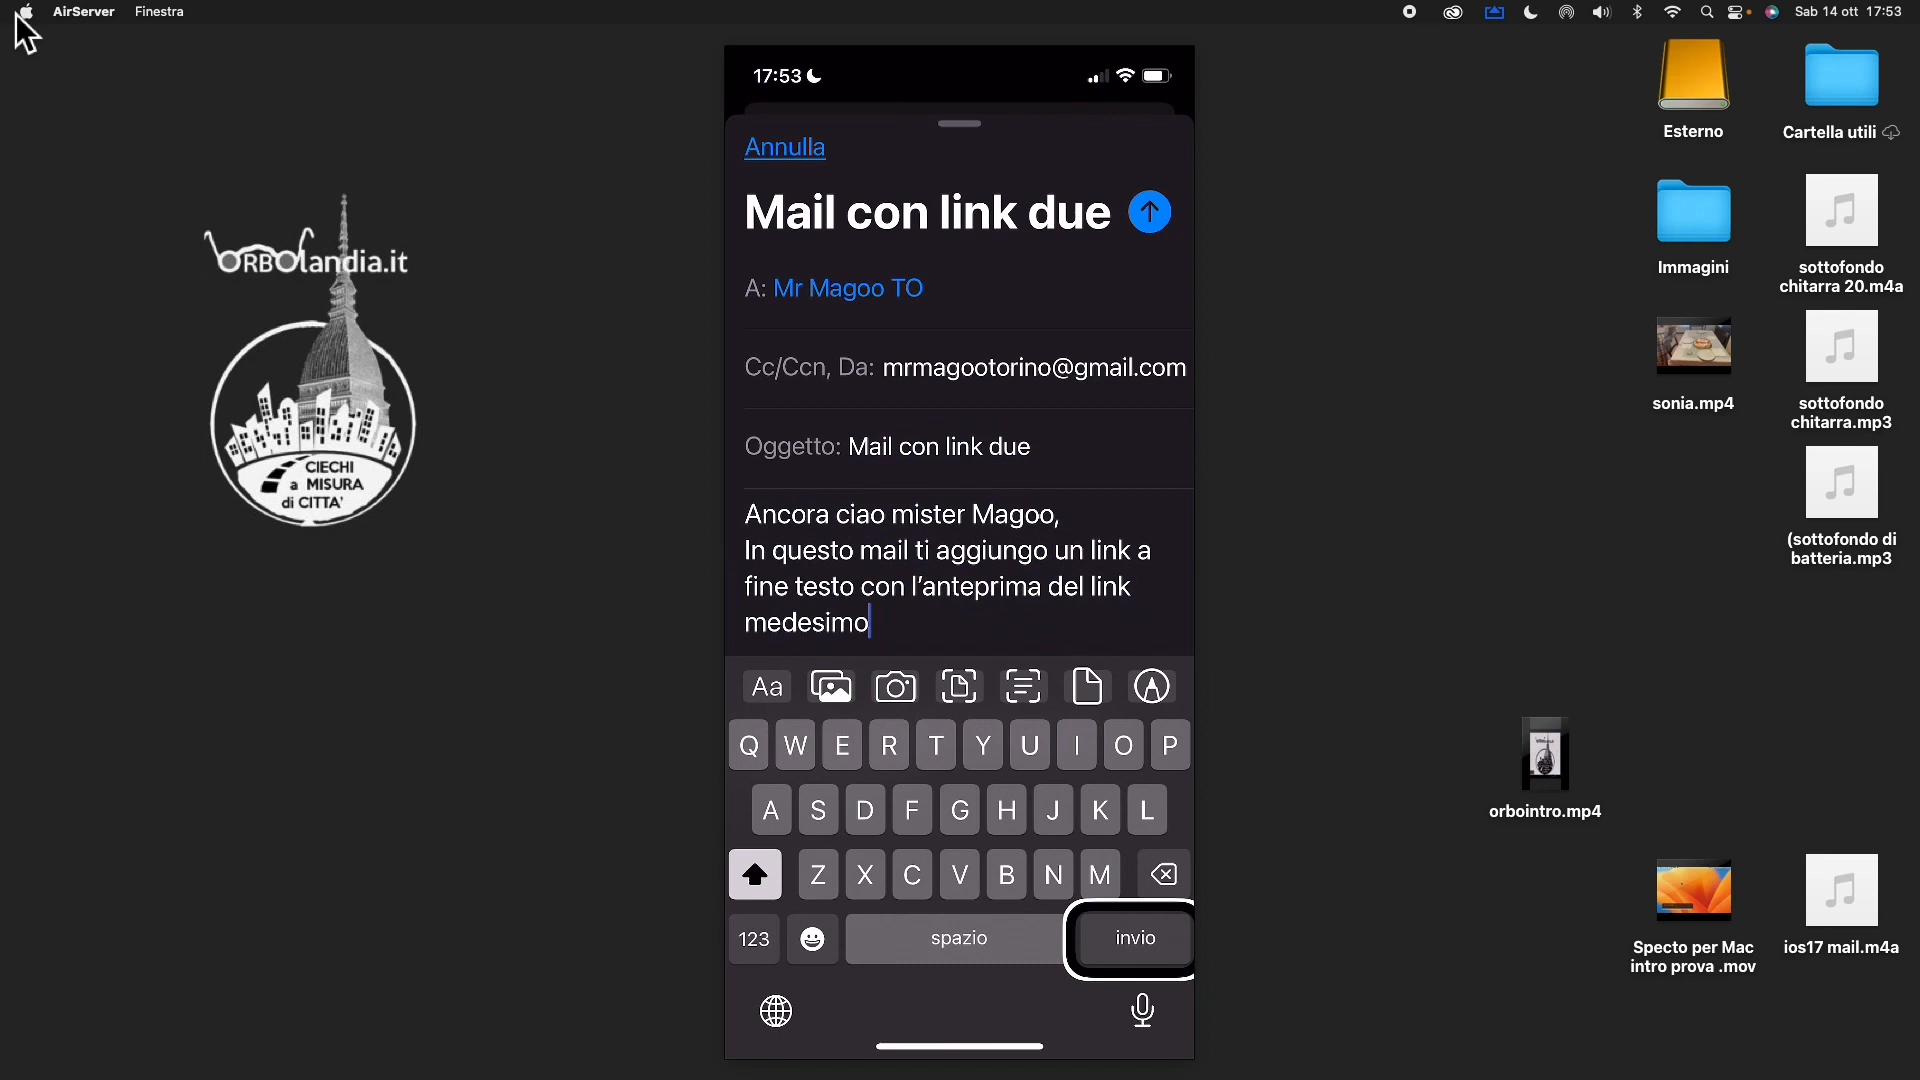 AirServer Finestra
Sab 14 ott 17:53
17:53
Annulla
Mail con link due
A: Mr Magoo TO
Cc/Ccn, Da: mrmagootorino@gmail.com
Oggetto: Mail con link due
Ancora ciao mister Magoo,
In questo mail ti aggiungo un link a
fine testo con l’anteprima del link
medesimo
Aa
Q W E R T Y U I O P
A S D F G H J K L
Z X C V B N M
123 spazio invio
ORBOlandia.it
CIECHI
a MISURA
di CITTA'
Esterno
Cartella utili
Immagini
sottofondo
chitarra 20.m4a
sonia.mp4
sottofondo
chitarra.mp3
(sottofondo di
batteria.mp3
orbointro.mp4
Specto per Mac
intro prova .mov
ios17 mail.m4a